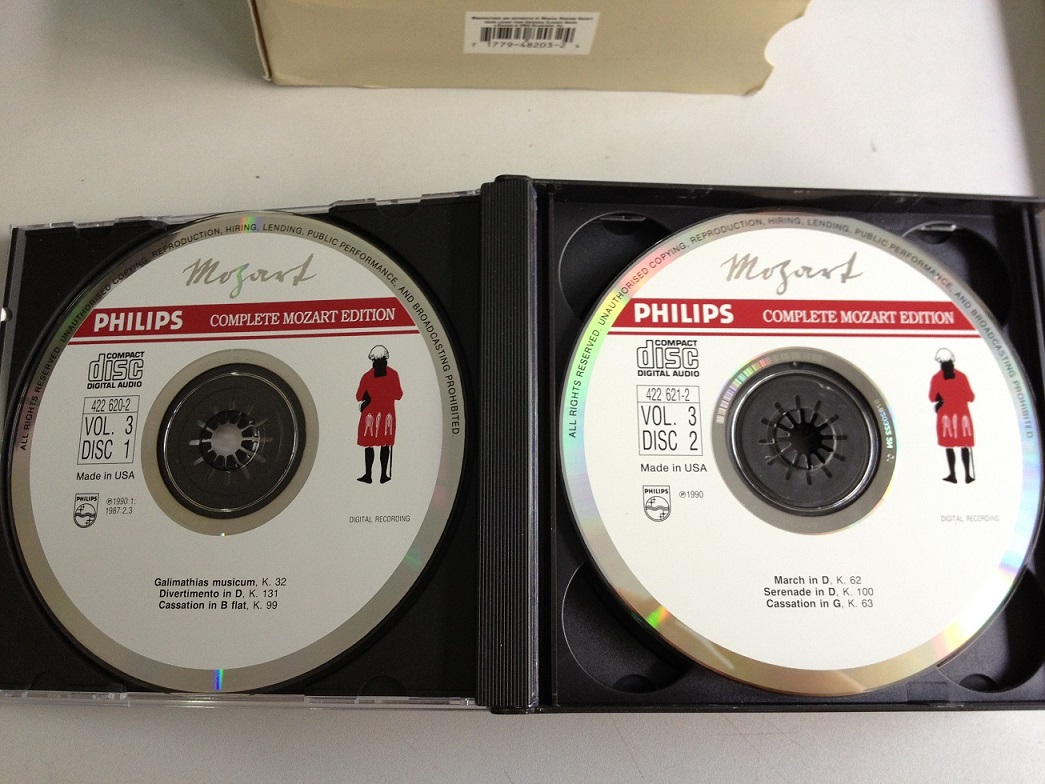 7 1779-48203-2
ALL RIGHTS RESERVED. UNAUTHORISED COPYING, REPRODUCTION, HIRING, LENDING, PUBLIC PERFORMANCE, AND BROADCASTING PROHIBITED
Mozart
PHILIPS COMPLETE MOZART EDITION
COMPACT
disc
DIGITAL AUDIO
422 620-2
VOL. 3
DISC 1
Made in USA
PHILIPS
℗1990:1;
1987:2,3
DIGITAL RECORDING
Galimathias musicum, K. 32
Divertimento in D, K. 131
Cassation in B flat, K. 99
ALL RIGHTS RESERVED. UNAUTHORISED COPYING, REPRODUCTION, HIRING, LENDING, PUBLIC PERFORMANCE, AND BROADCASTING PROHIBITED
Mozart
PHILIPS COMPLETE MOZART EDITION
COMPACT
disc
DIGITAL AUDIO
422 621-2
VOL. 3
DISC 2
Made in USA
PHILIPS
℗1990
DIGITAL RECORDING
March in D, K. 62
Serenade in D, K. 100
Cassation in G, K. 63